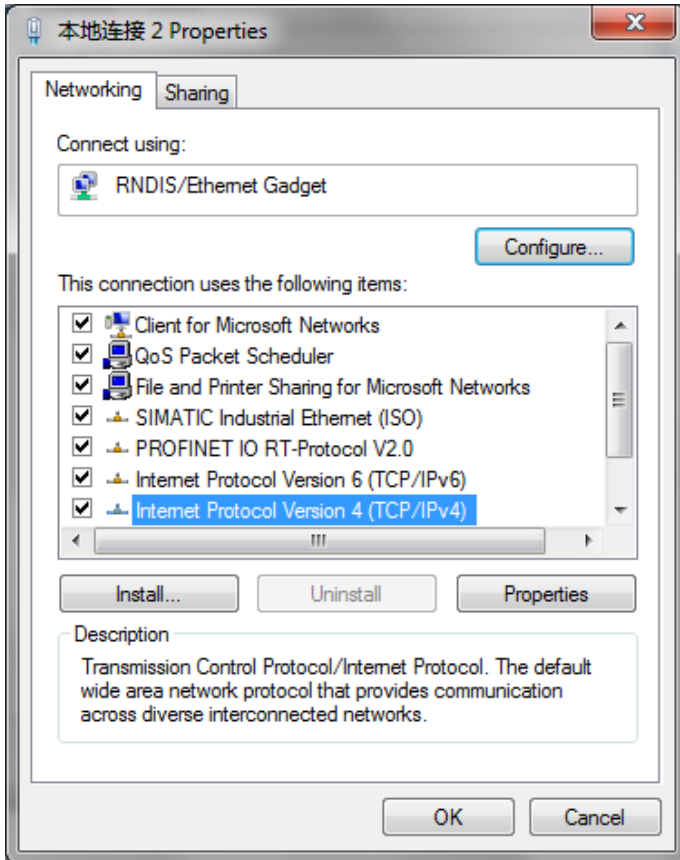 本地连接 2 Properties
Networking
Sharing
Connect using:
RNDIS/Ethernet Gadget
Configure...
This connection uses the following items:
Client for Microsoft Networks
QoS Packet Scheduler
File and Printer Sharing for Microsoft Networks
SIMATIC Industrial Ethernet (ISO)
PROFINET IO RT-Protocol V2.0
Internet Protocol Version 6 (TCP/IPv6)
Internet Protocol Version 4 (TCP/IPv4)
Install...
Uninstall
Properties
Description
Transmission Control Protocol/Internet Protocol. The default
wide area network protocol that provides communication
across diverse interconnected networks.
OK
Cancel